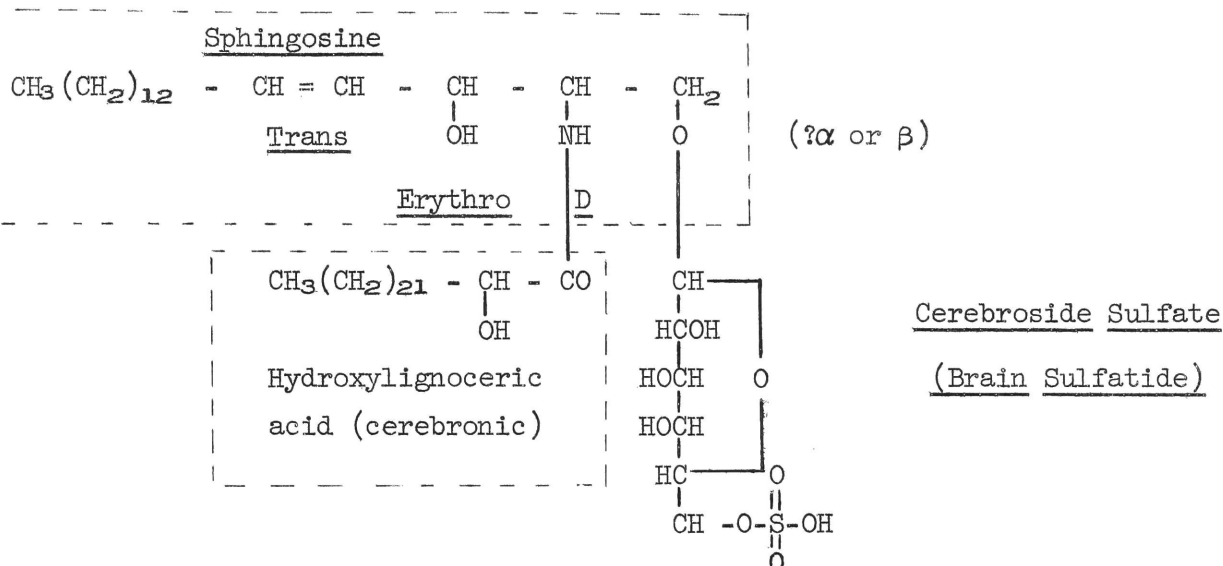 Sphingosine
CH₃(CH₂)₁₂ - CH = CH - CH - CH - CH₂
Trans OH NH O (?α or β)
Erythro D
CH₃(CH₂)₂₁ - CH - CO CH
OH HCOH
Cerebroside Sulfate
Hydroxylignoceric HOCH O
(Brain Sulfatide)
acid (cerebronic) HOCH
HC O
CH -O-S-OH
O